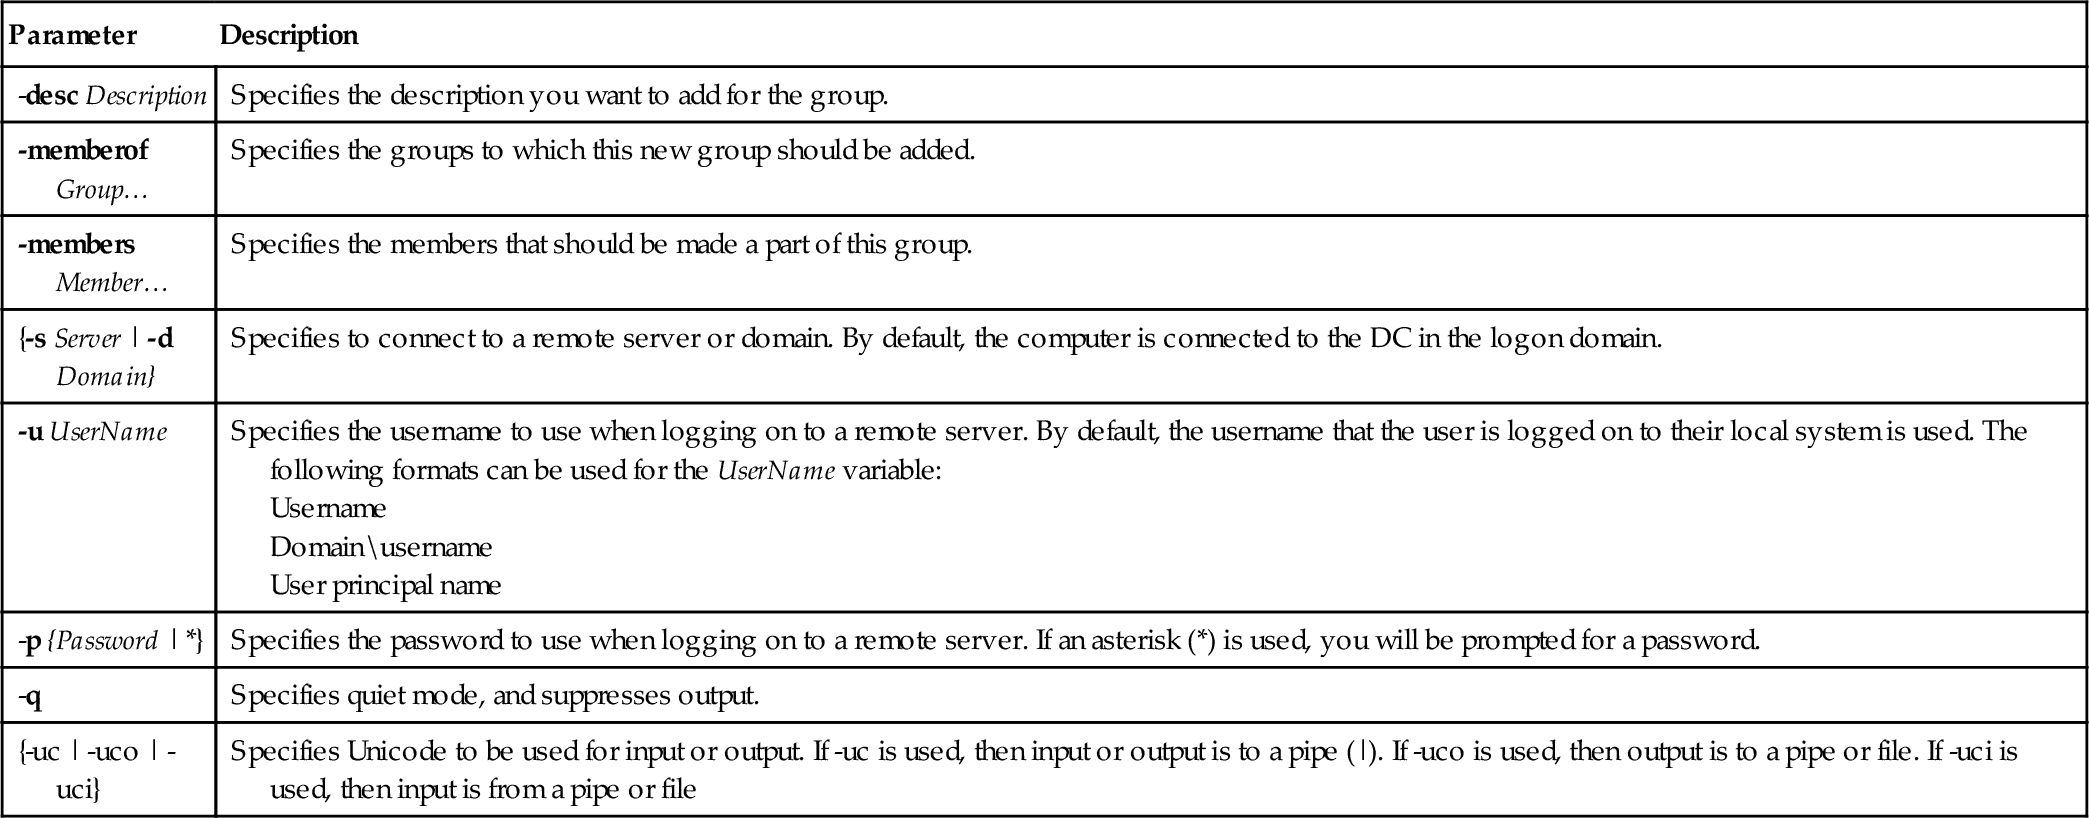 Parameter Description
-desc Description Specifies the description you want to add for the group.
-memberof Specifies the groups to which this new group should be added.
Group…
-members Specifies the members that should be made a part of this group.
Member…
{-s Server | -d Specifies to connect to a remote server or domain. By default, the computer is connected to the DC in the logon domain.
Domain}
-u UserName Specifies the username to use when logging on to a remote server. By default, the username that the user is logged on to their local system is used. The
following formats can be used for the UserName variable:
Username
Domain\username
User principal name
-p {Password | *} Specifies the password to use when logging on to a remote server. If an asterisk (*) is used, you will be prompted for a password.
-q Specifies quiet mode, and suppresses output.
{-uc | -uco | - Specifies Unicode to be used for input or output. If -uc is used, then input or output is to a pipe (|). If -uco is used, then output is to a pipe or file. If -uci is
uci} used, then input is from a pipe or file